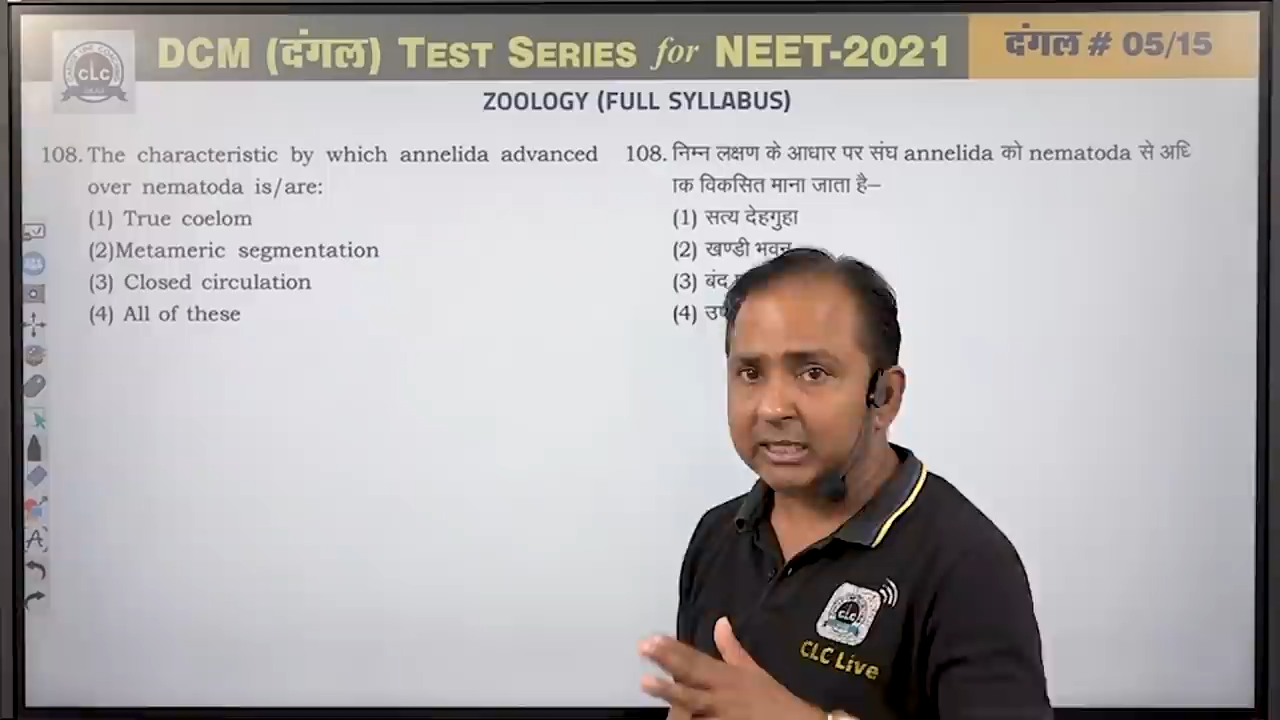 DCM (दंगल) TEST SERIES for NEET-2021
दंगल # 05/15
CLC
ZOOLOGY (FULL SYLLABUS)
108. The characteristic by which annelida advanced
over nematoda is/are:
(1) True coelom
(2)Metameric segmentation
(3) Closed circulation
(4) All of these
108. निम्न लक्षण के आधार पर संघ annelida को nematoda से अधि
ाक विकसित माना जाता है–
(1) सत्य देहगुहा
(2) खण्डी भवन
(3) बंद
(4)
CLC
CLC Live